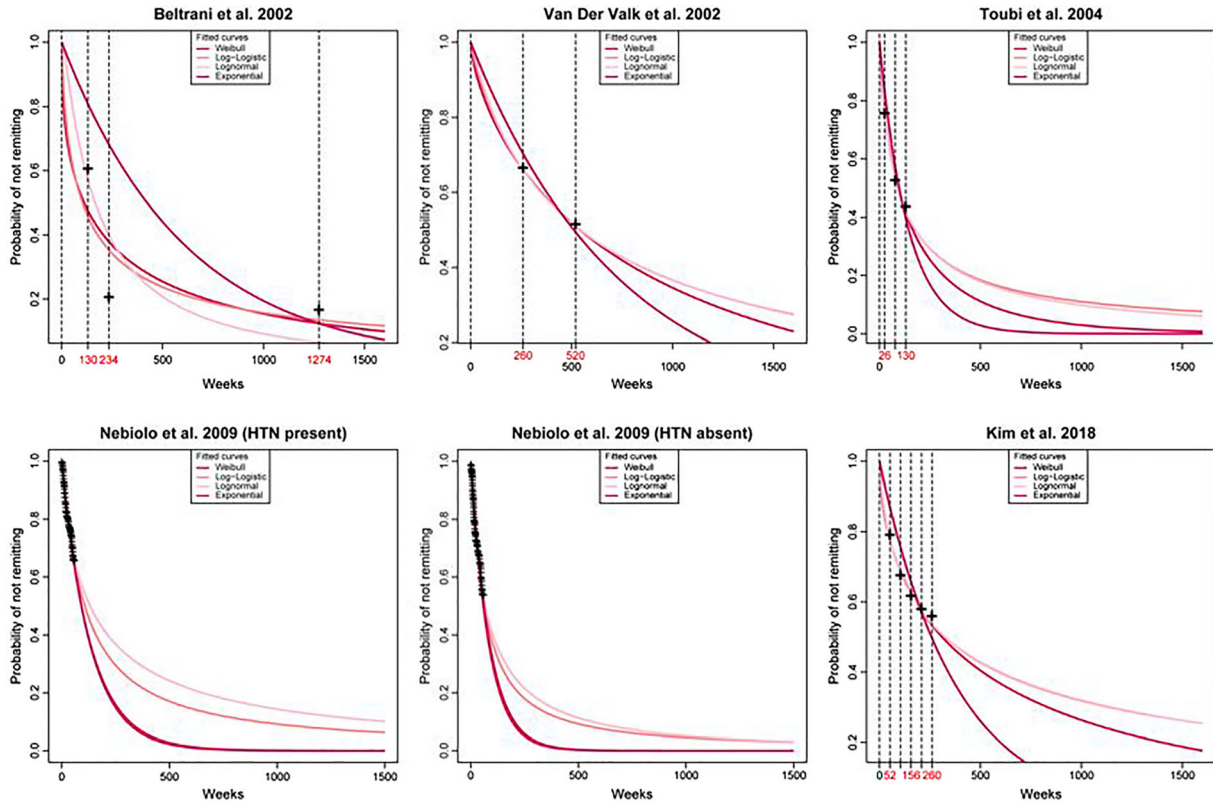 Beltrani et al. 2002
Probability of not remitting
1.0
0.8
0.6
0.4
0.2
Fitted curves
Weibull
Log-Logistic
Lognormal
Exponential
0 500 1000 1500
130 234 1274
Weeks
Van Der Valk et al. 2002
Probability of not remitting
1.0
0.9
0.8
0.7
0.6
0.5
0.4
0.2
Fitted curves
Weibull
Log-Logistic
Lognormal
Exponential
0 500 1000 1500
260 520
Weeks
Toubi et al. 2004
Probability of not remitting
1.0
0.8
0.6
0.4
0.2
0.0
Fitted curves
Weibull
Log-Logistic
Lognormal
Exponential
0 500 1000 1500
26 130
Weeks
Nebiolo et al. 2009 (HTN present)
Probability of not remitting
1.0
0.8
0.6
0.4
0.2
0.0
Fitted curves
Weibull
Log-Logistic
Lognormal
Exponential
0 500 1000 1500
Weeks
Nebiolo et al. 2009 (HTN absent)
Probability of not remitting
1.0
0.8
0.6
0.4
0.2
0.0
Fitted curves
Weibull
Log-Logistic
Lognormal
Exponential
0 500 1000 1500
Weeks
Kim et al. 2018
Probability of not remitting
1.0
0.8
0.6
0.4
0.2
Fitted curves
Weibull
Log-Logistic
Lognormal
Exponential
0 52 156 260 500 1000 1500
Weeks